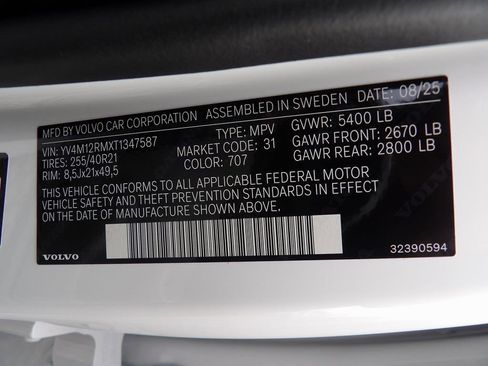 MFD BY VOLVO CAR CORPORATION ASSEMBLED IN SWEDEN DATE: 08/25
VIN: YV4M12RMXT1347587 TYPE: MPV GVWR: 5400 LB
TIRES: 255/40R21 MARKET CODE: 31 GAWR FRONT: 2670 LB
RIM: 8,5Jx21x49,5 COLOR: 707 GAWR REAR: 2800 LB
THIS VEHICLE CONFORMS TO ALL APPLICABLE FEDERAL MOTOR
VEHICLE SAFETY AND THEFT PREVENTION STANDARDS IN EFFECT
ON THE DATE OF MANUFACTURE SHOWN ABOVE.
VOLVO 32390594